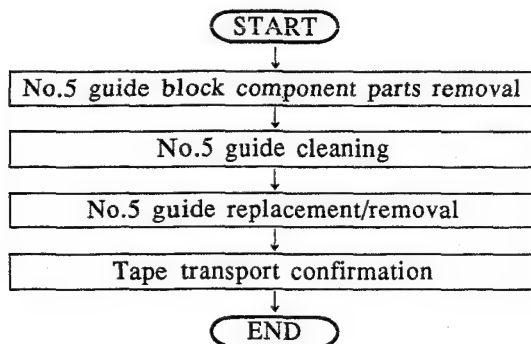 START
No.5 guide block component parts removal
No.5 guide cleaning
No.5 guide replacement/removal
Tape transport confirmation
END